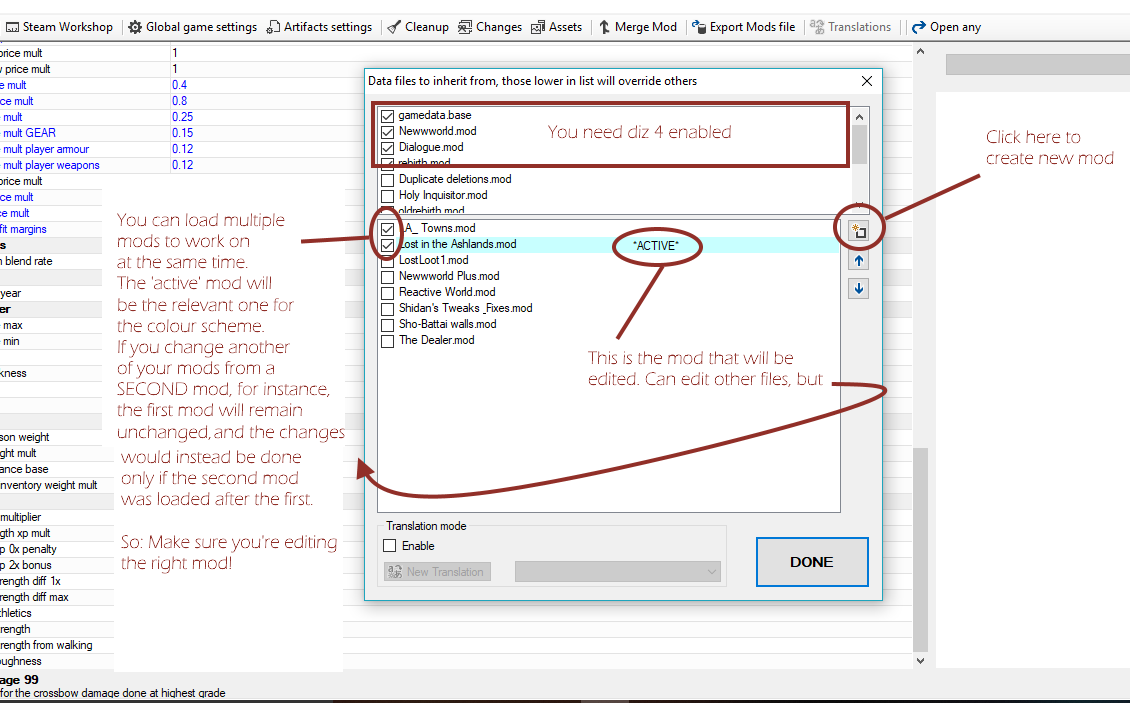 Steam Workshop Global game settings Artifacts settings Cleanup Changes Assets Merge Mod Export Mods file Translations Open any
price mult 1
price mult 1
mult 0.4
ce mult 0.8
mult 0.25
mult GEAR 0.15
mult player armour 0.12
mult player weapons 0.12
price mult
ce mult
ce mult
fit margins
s
n blend rate
year
er
max
min
kness
son weight
ght mult
ance base
inventory weight mult
multiplier
gth xp mult
p 0x penalty
p 2x bonus
rength diff 1x
rength diff max
thletics
rength
rength from walking
oughness
age 99
for the crossbow damage done at highest grade
You can load multiple
mods to work on
at the same time.
The 'active' mod will
be the relevant one for
the colour scheme.
If you change another
of your mods from a
SECOND mod, for instance,
the first mod will remain
unchanged, and the changes
would instead be done
only if the second mod
was loaded after the first.
So: Make sure you're editing
the right mod!
Data files to inherit from, those lower in list will override others
gamedata.base
Newwworld.mod
Dialogue.mod
rebirth.mod
You need diz 4 enabled
Duplicate deletions.mod
Holy Inquisitor.mod
oldrebirth.mod
LA_ Towns.mod
Lost in the Ashlands.mod *ACTIVE*
LostLoot1.mod
Newwworld Plus.mod
Reactive World.mod
Shidan's Tweaks _Fixes.mod
Sho-Battai walls.mod
The Dealer.mod
This is the mod that will be
edited. Can edit other files, but
Translation mode
Enable
New Translation
DONE
Click here to
create new mod